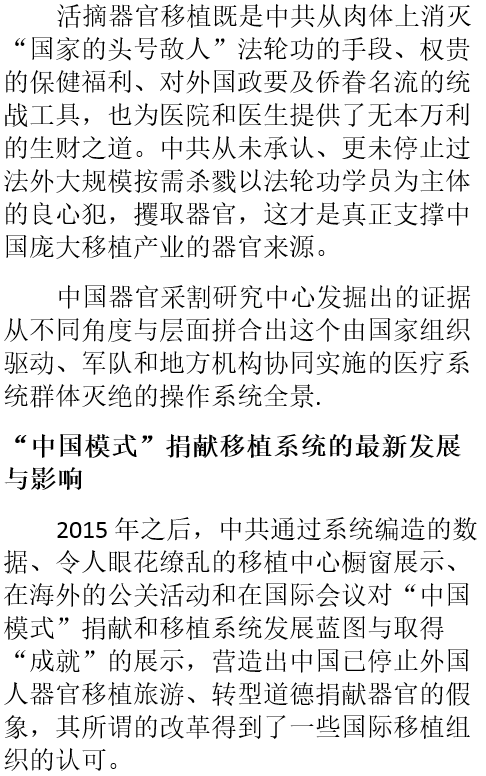 活摘器官移植既是中共从肉体上消灭
“国家的头号敌人”法轮功的手段、权贵
的保健福利、对外国政要及侨眷名流的统
战工具，也为医院和医生提供了无本万利
的生财之道。中共从未承认、更未停止过
法外大规模按需杀戮以法轮功学员为主体
的良心犯，攫取器官，这才是真正支撑中
国庞大移植产业的器官来源。
中国器官采割研究中心发掘出的证据
从不同角度与层面拼合出这个由国家组织
驱动、军队和地方机构协同实施的医疗系
统群体灭绝的操作系统全景.
“中国模式”捐献移植系统的最新发展
与影响
2015 年之后，中共通过系统编造的数
据、令人眼花缭乱的移植中心橱窗展示、
在海外的公关活动和在国际会议对“中国
模式”捐献和移植系统发展蓝图与取得
“成就”的展示，营造出中国已停止外国
人器官移植旅游、转型道德捐献器官的假
象，其所谓的改革得到了一些国际移植组
织的认可。